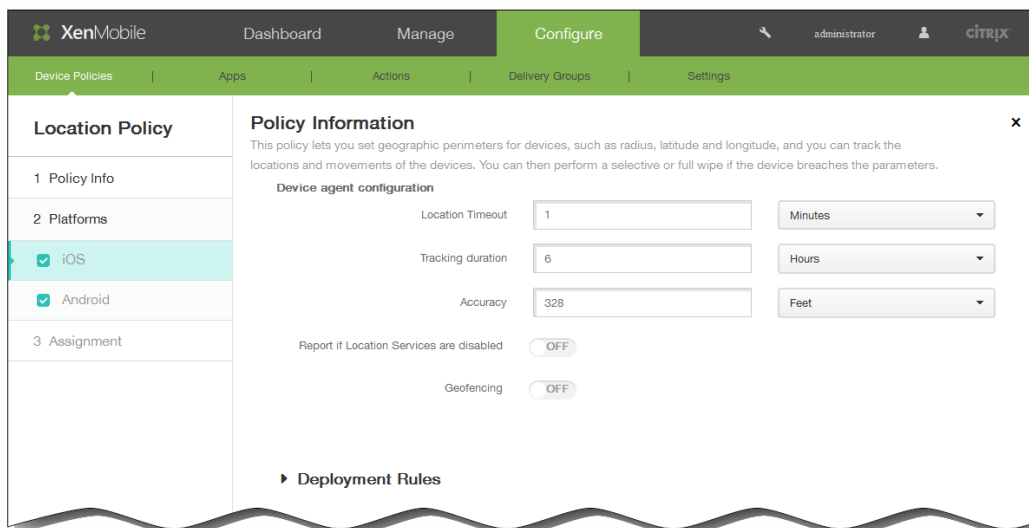 XenMobile Dashboard Manage Configure administrator CITRIX
Device Policies | Apps | Actions | Delivery Groups | Settings
Location Policy
1 Policy Info
2 Platforms
iOS
Android
3 Assignment
Policy Information x
This policy lets you set geographic perimeters for devices, such as radius, latitude and longitude, and you can track the
locations and movements of the devices. You can then perform a selective or full wipe if the device breaches the parameters.
Device agent configuration
Location Timeout 1 Minutes
Tracking duration 6 Hours
Accuracy 328 Feet
Report if Location Services are disabled OFF
Geofencing OFF
Deployment Rules